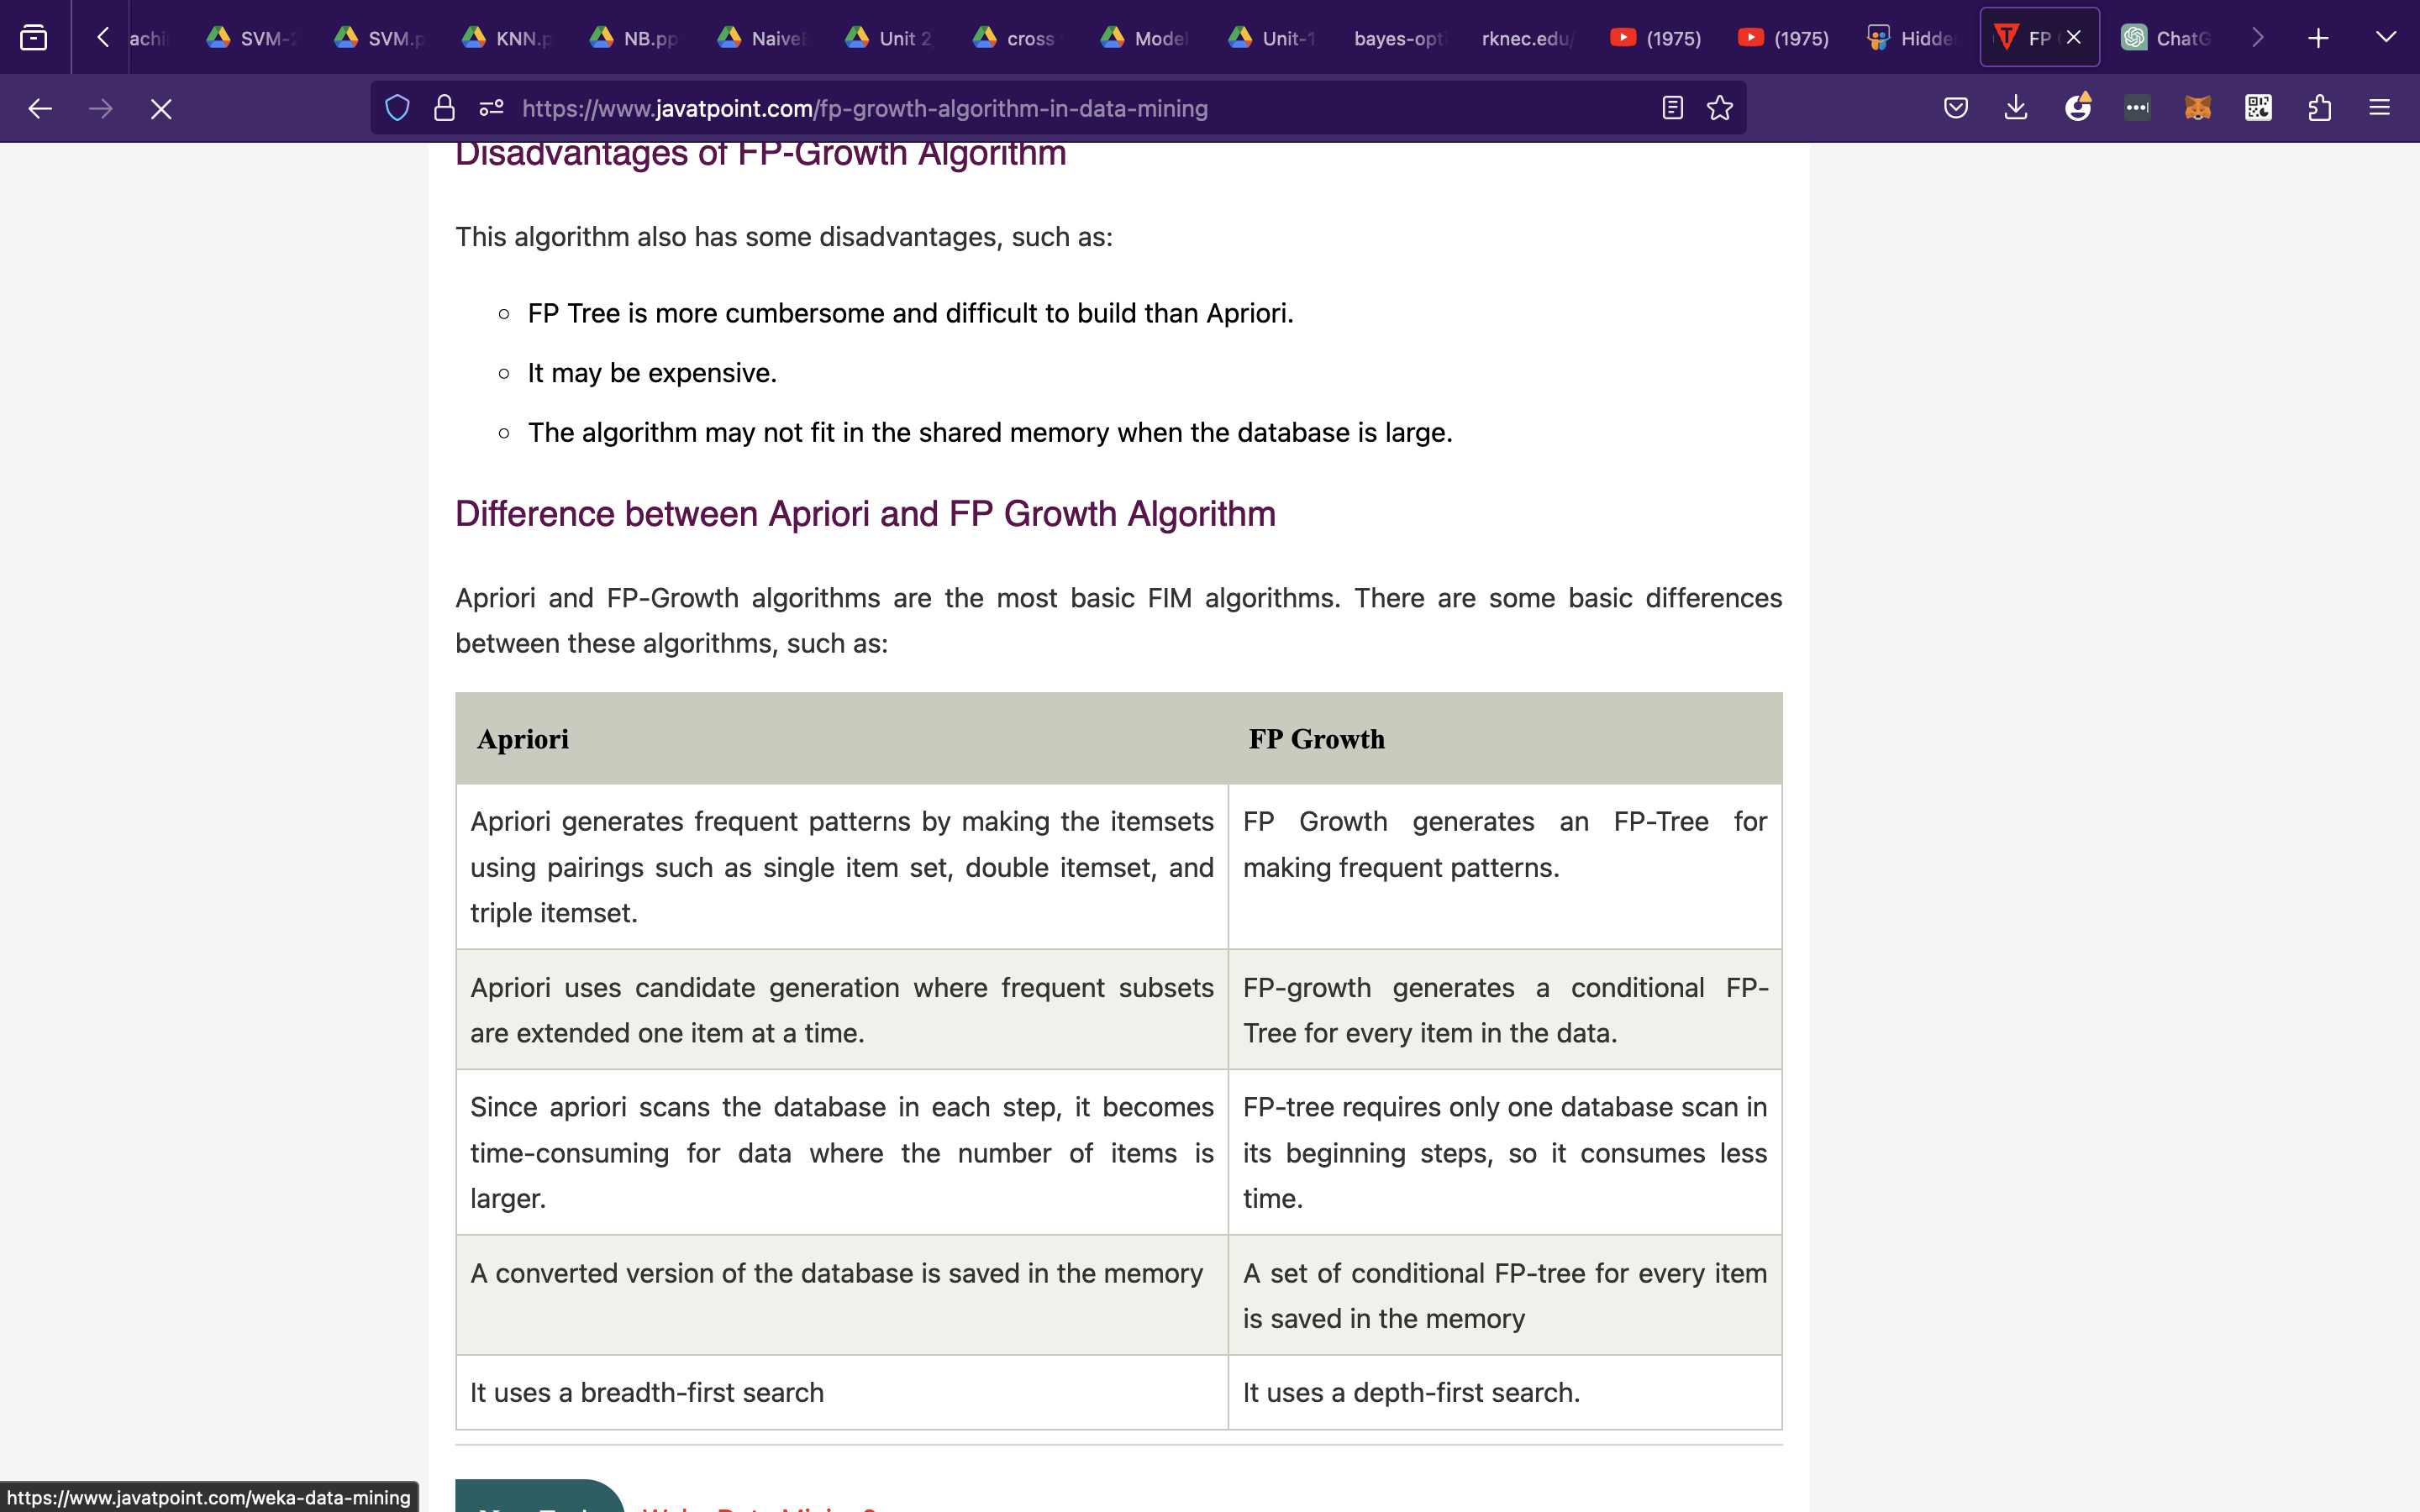 achi
SVM-2
SVM.p
KNN.p
NB.pp
NaiveB
Unit 2
cross
Model
Unit-1
bayes-opti
rknec.edu/
(1975)
(1975)
Hidde
FP
ChatG
https://www.javatpoint.com/fp-growth-algorithm-in-data-mining
Disadvantages of FP-Growth Algorithm
This algorithm also has some disadvantages, such as:
FP Tree is more cumbersome and difficult to build than Apriori.
It may be expensive.
The algorithm may not fit in the shared memory when the database is large.
Difference between Apriori and FP Growth Algorithm
Apriori and FP-Growth algorithms are the most basic FIM algorithms. There are some basic differences
between these algorithms, such as:
Apriori
FP Growth
Apriori generates frequent patterns by making the itemsets
using pairings such as single item set, double itemset, and
triple itemset.
FP Growth generates an FP-Tree for
making frequent patterns.
Apriori uses candidate generation where frequent subsets
are extended one item at a time.
FP-growth generates a conditional FP-
Tree for every item in the data.
Since apriori scans the database in each step, it becomes
time-consuming for data where the number of items is
larger.
FP-tree requires only one database scan in
its beginning steps, so it consumes less
time.
A converted version of the database is saved in the memory
A set of conditional FP-tree for every item
is saved in the memory
It uses a breadth-first search
It uses a depth-first search.
https://www.javatpoint.com/weka-data-mining